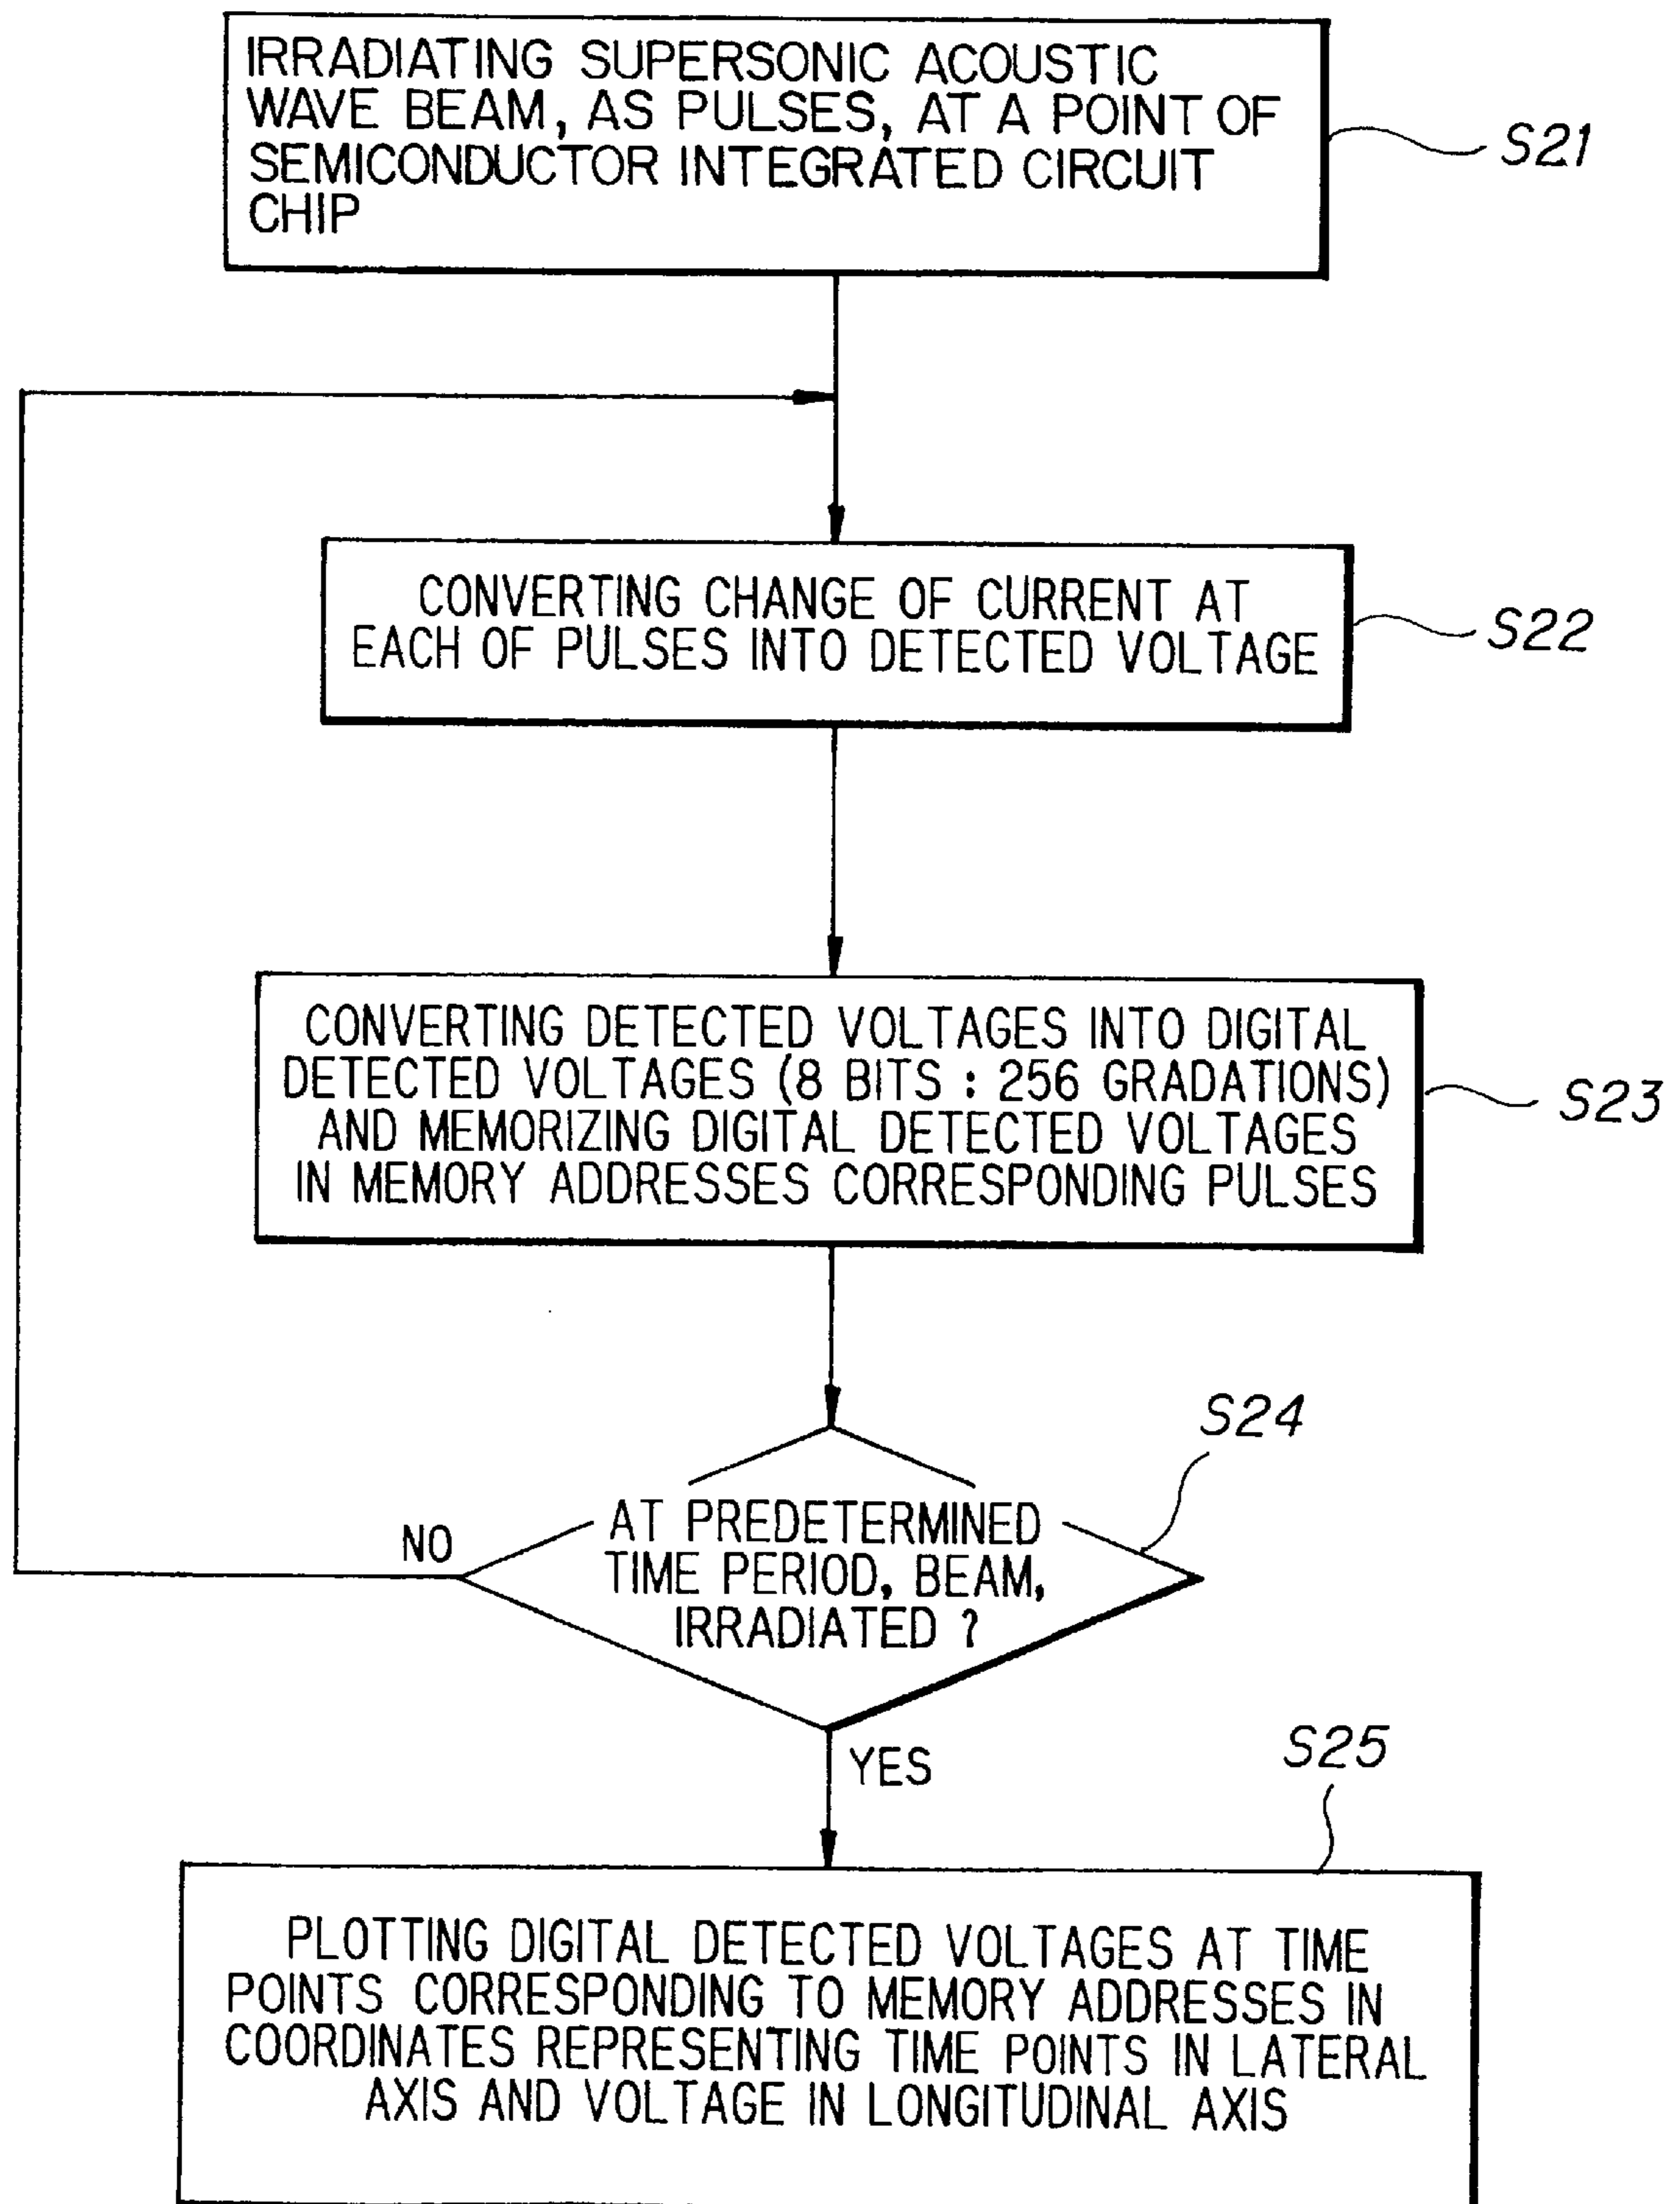 IRRADIATING SUPERSONIC ACOUSTIC
WAVE BEAM, AS PULSES, AT A POINT OF
SEMICONDUCTOR INTEGRATED CIRCUIT
CHIP
S21
CONVERTING CHANGE OF CURRENT AT
EACH OF PULSES INTO DETECTED VOLTAGE
S22
CONVERTING DETECTED VOLTAGES INTO DIGITAL
DETECTED VOLTAGES (8 BITS : 256 GRADATIONS)
AND MEMORIZING DIGITAL DETECTED VOLTAGES
IN MEMORY ADDRESSES CORRESPONDING PULSES
S23
S24
NO
AT PREDETERMINED
TIME PERIOD, BEAM,
IRRADIATED ?
YES
S25
PLOTTING DIGITAL DETECTED VOLTAGES AT TIME
POINTS CORRESPONDING TO MEMORY ADDRESSES IN
COORDINATES REPRESENTING TIME POINTS IN LATERAL
AXIS AND VOLTAGE IN LONGITUDINAL AXIS